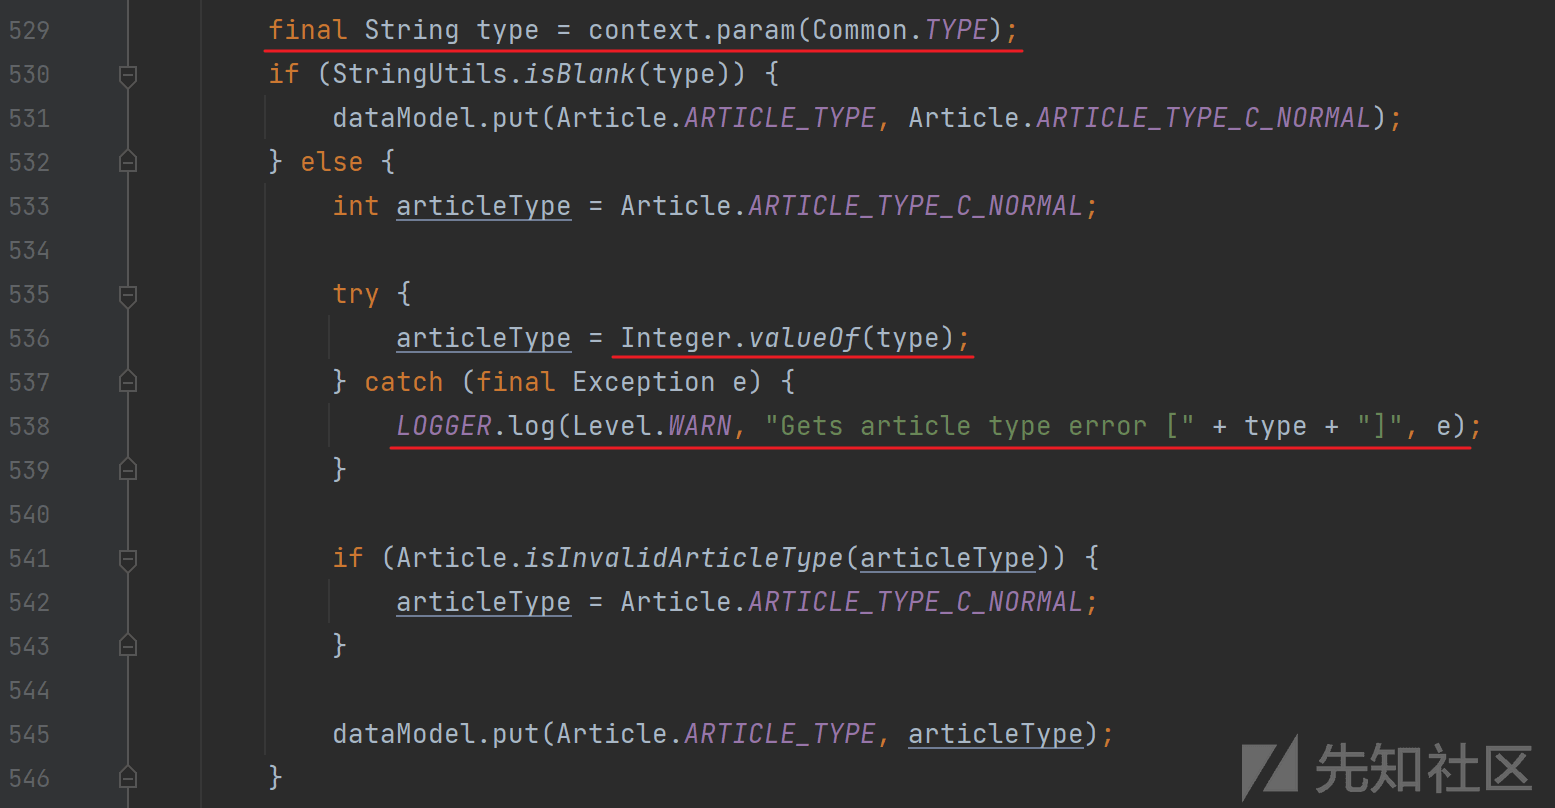 529 final String type = context.param(Common.TYPE);
530 if (StringUtils.isBlank(type)) {
531 dataModel.put(Article.ARTICLE_TYPE, Article.ARTICLE_TYPE_C_NORMAL);
532 } else {
533 int articleType = Article.ARTICLE_TYPE_C_NORMAL;
534
535 try {
536 articleType = Integer.valueOf(type);
537 } catch (final Exception e) {
538 LOGGER.log(Level.WARN, "Gets article type error [" + type + "]", e);
539 }
540
541 if (Article.isInvalidArticleType(articleType)) {
542 articleType = Article.ARTICLE_TYPE_C_NORMAL;
543 }
544
545 dataModel.put(Article.ARTICLE_TYPE, articleType);
546 }
先知社区